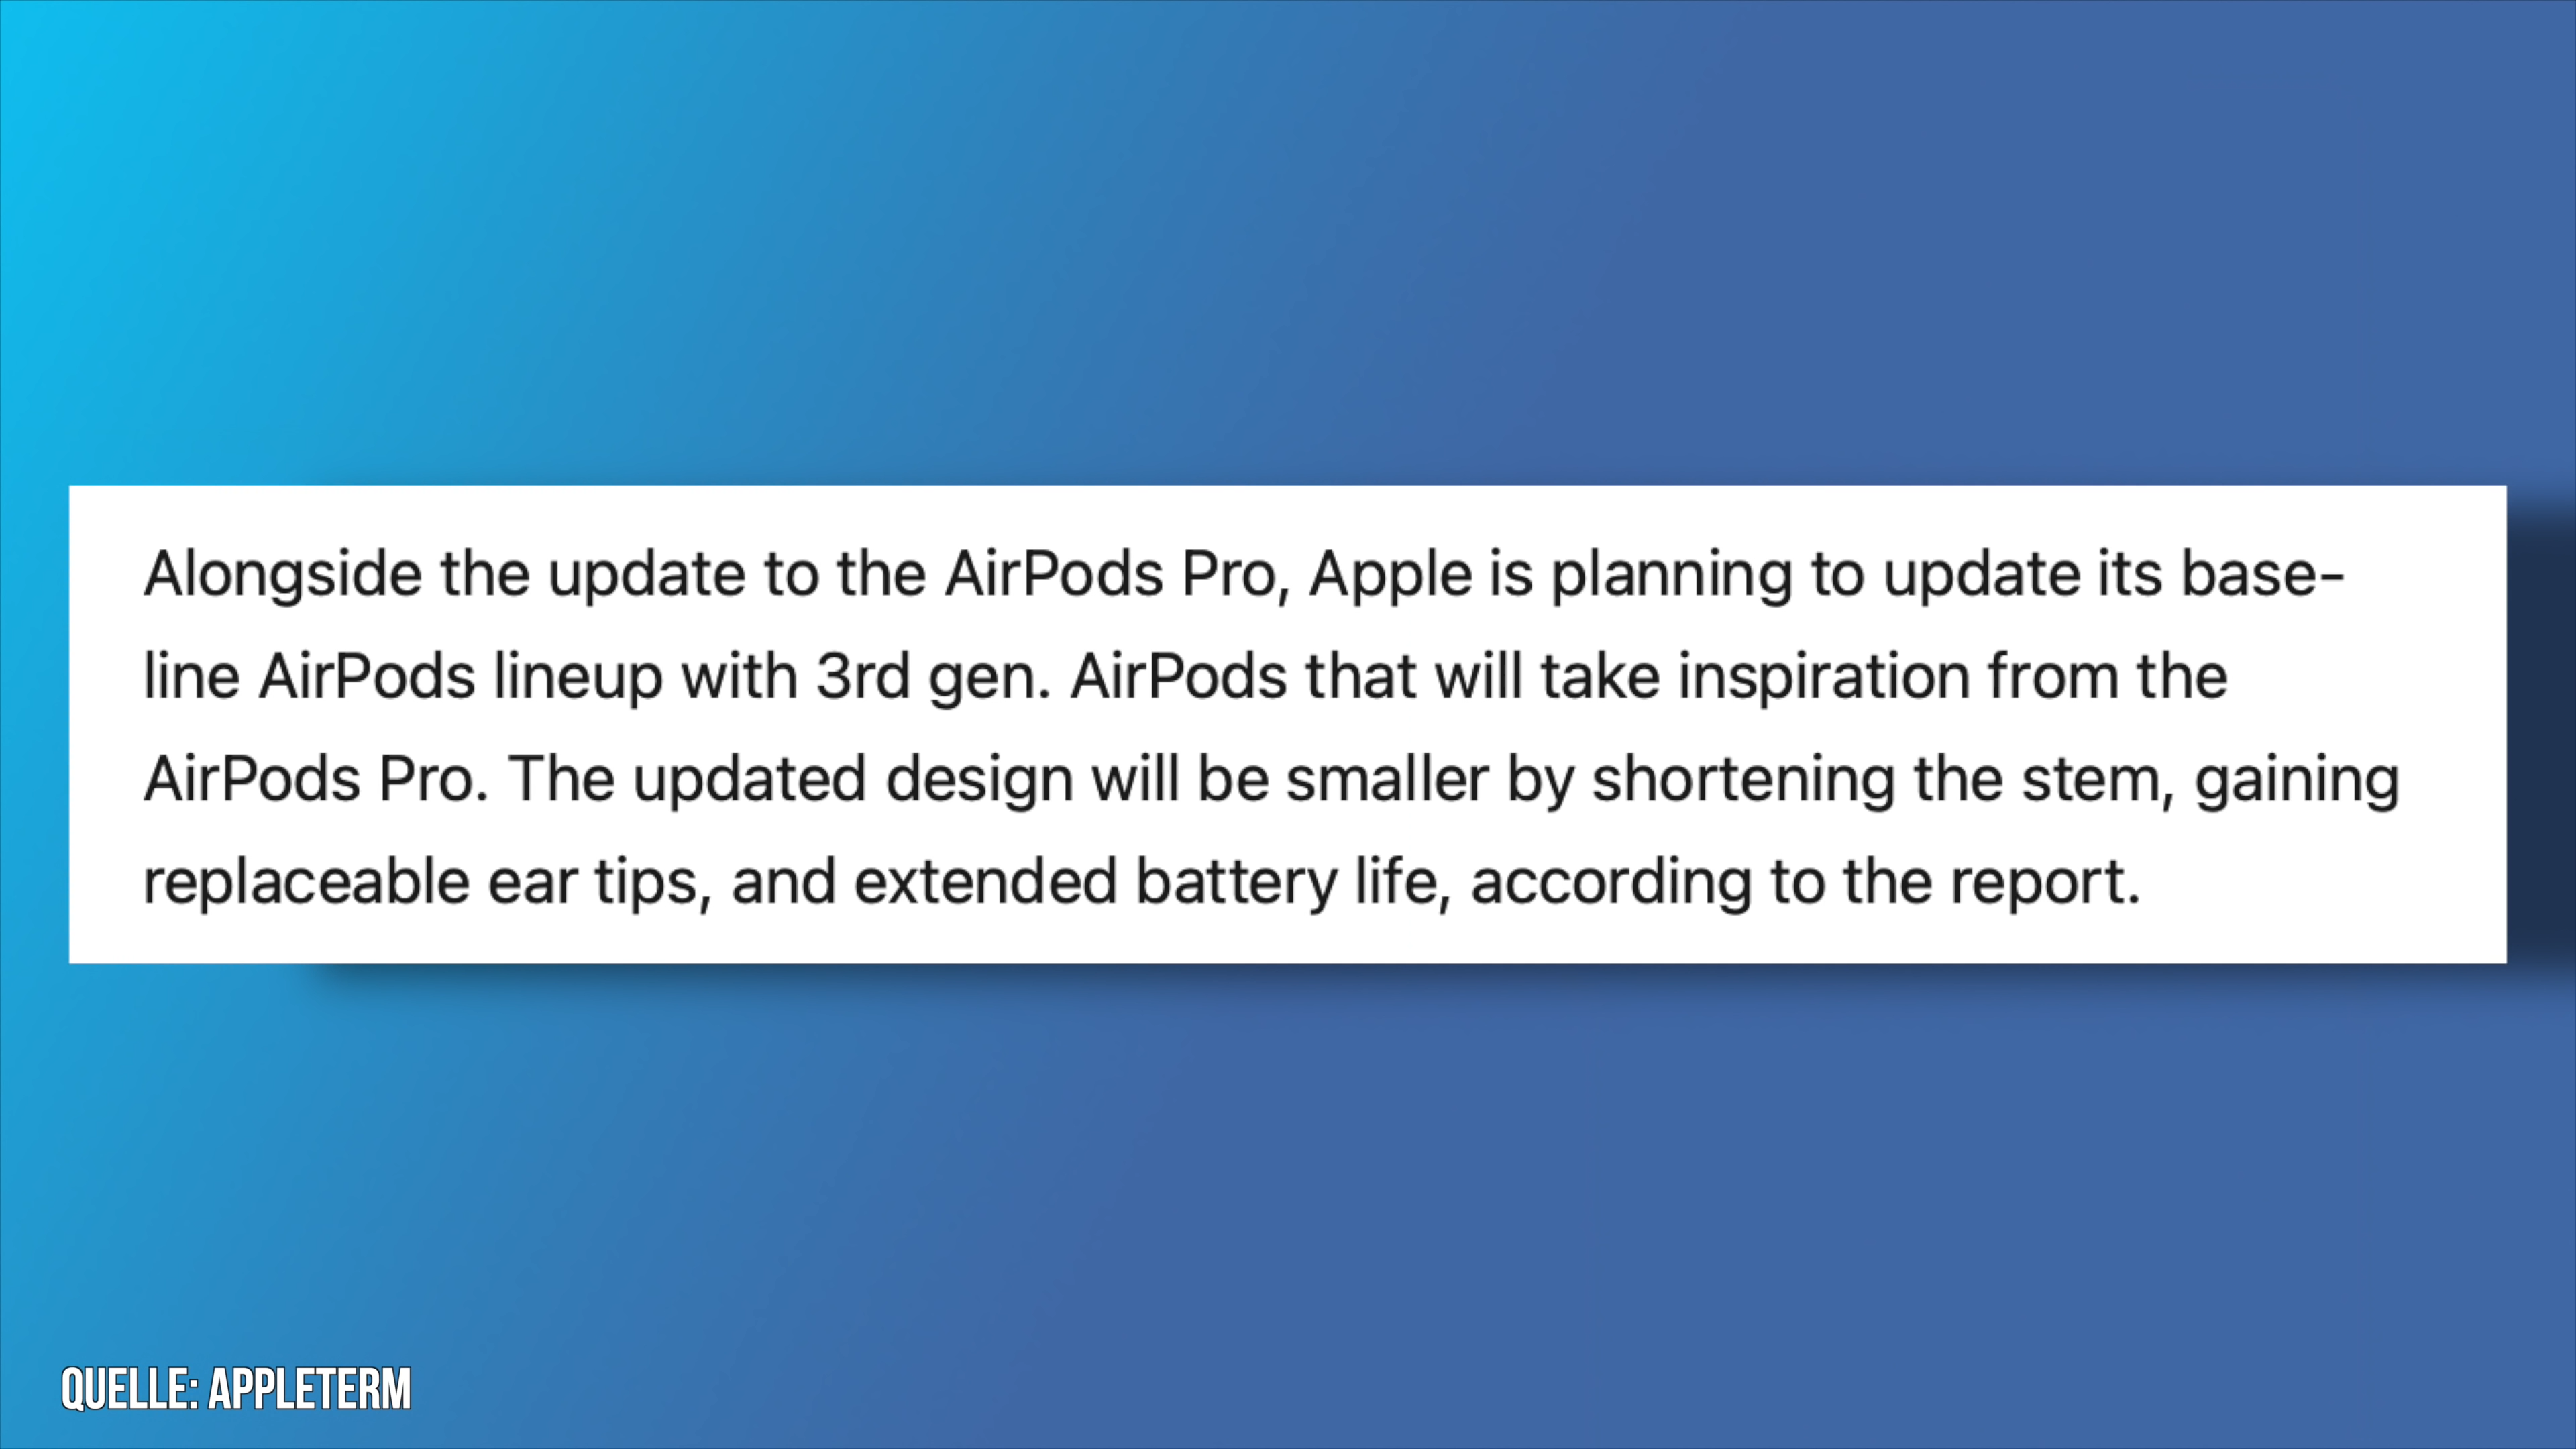 Alongside the update to the AirPods Pro, Apple is planning to update its base-
line AirPods lineup with 3rd gen. AirPods that will take inspiration from the
AirPods Pro. The updated design will be smaller by shortening the stem, gaining
replaceable ear tips, and extended battery life, according to the report.
QUELLE: APPLETERM